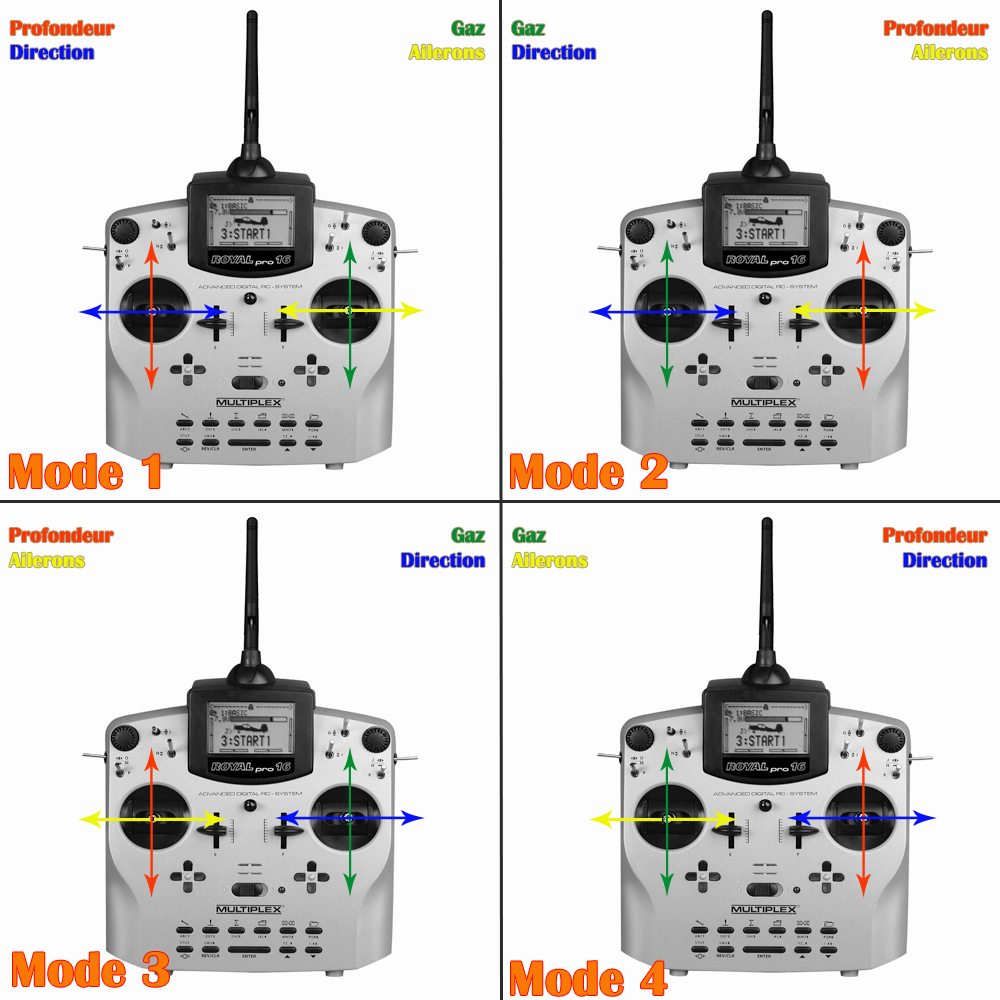 Profondeur
Direction
Gaz
Ailerons
1:BASIC
3:START1
ROYAL pro 16
ADVANCED DIGITAL RC-SYSTEM
MULTIPLEX
REV/CLR
ENTER
Mode 1
Gaz
Direction
Profondeur
Ailerons
1:BASIC
3:START1
ROYAL pro 16
ADVANCED DIGITAL RC-SYSTEM
MULTIPLEX
REV/CLR
ENTER
Mode 2
Profondeur
Ailerons
Gaz
Direction
1:BASIC
3:START1
ROYAL pro 16
ADVANCED DIGITAL RC-SYSTEM
MULTIPLEX
REV/CLR
ENTER
Mode 3
Gaz
Ailerons
Profondeur
Direction
1:BASIC
3:START1
ROYAL pro 16
ADVANCED DIGITAL RC-SYSTEM
MULTIPLEX
REV/CLR
ENTER
Mode 4